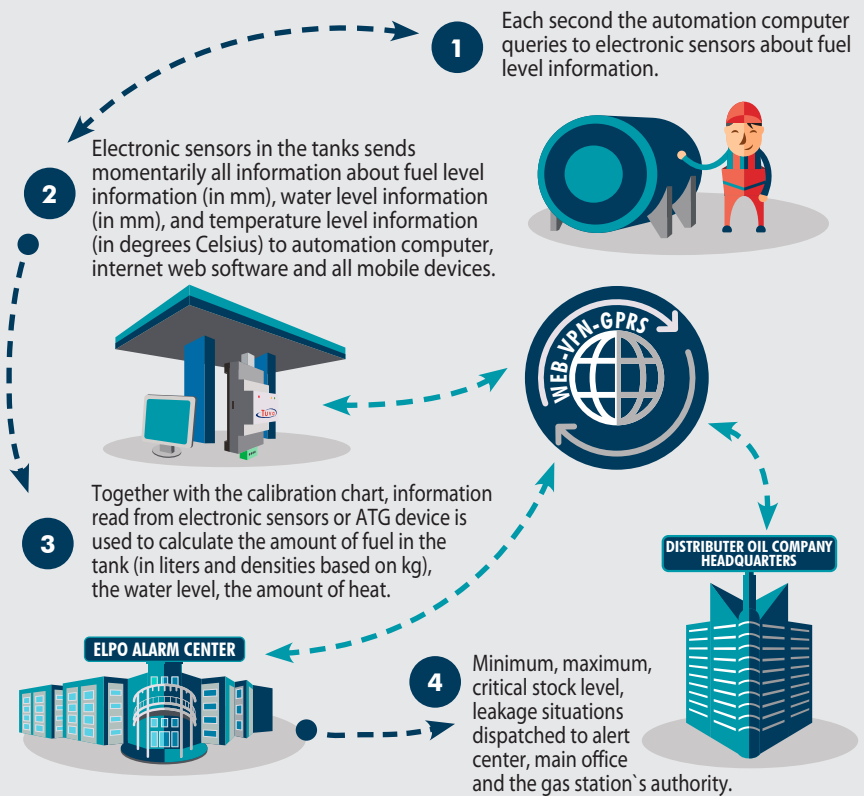 1
Each second the automation computer
queries to electronic sensors about fuel
level information.
2
Electronic sensors in the tanks sends
momentarily all information about fuel level
information (in mm), water level information
(in mm), and temperature level information
(in degrees Celsius) to automation computer,
internet web software and all mobile devices.
WEB-VPN-GPRS
3
Together with the calibration chart, information
read from electronic sensors or ATG device is
used to calculate the amount of fuel in the
tank (in liters and densities based on kg),
the water level, the amount of heat.
DISTRIBUTER OIL COMPANY
HEADQUARTERS
ELPO ALARM CENTER
4
Minimum, maximum,
critical stock level,
leakage situations
dispatched to alert
center, main office
and the gas station`s authority.